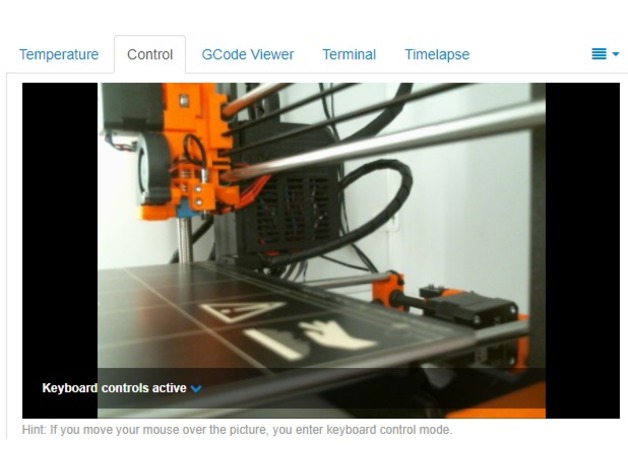 Temperature Control GCode Viewer Terminal Timelapse
Keyboard controls active
Hint: If you move your mouse over the picture, you enter keyboard control mode.